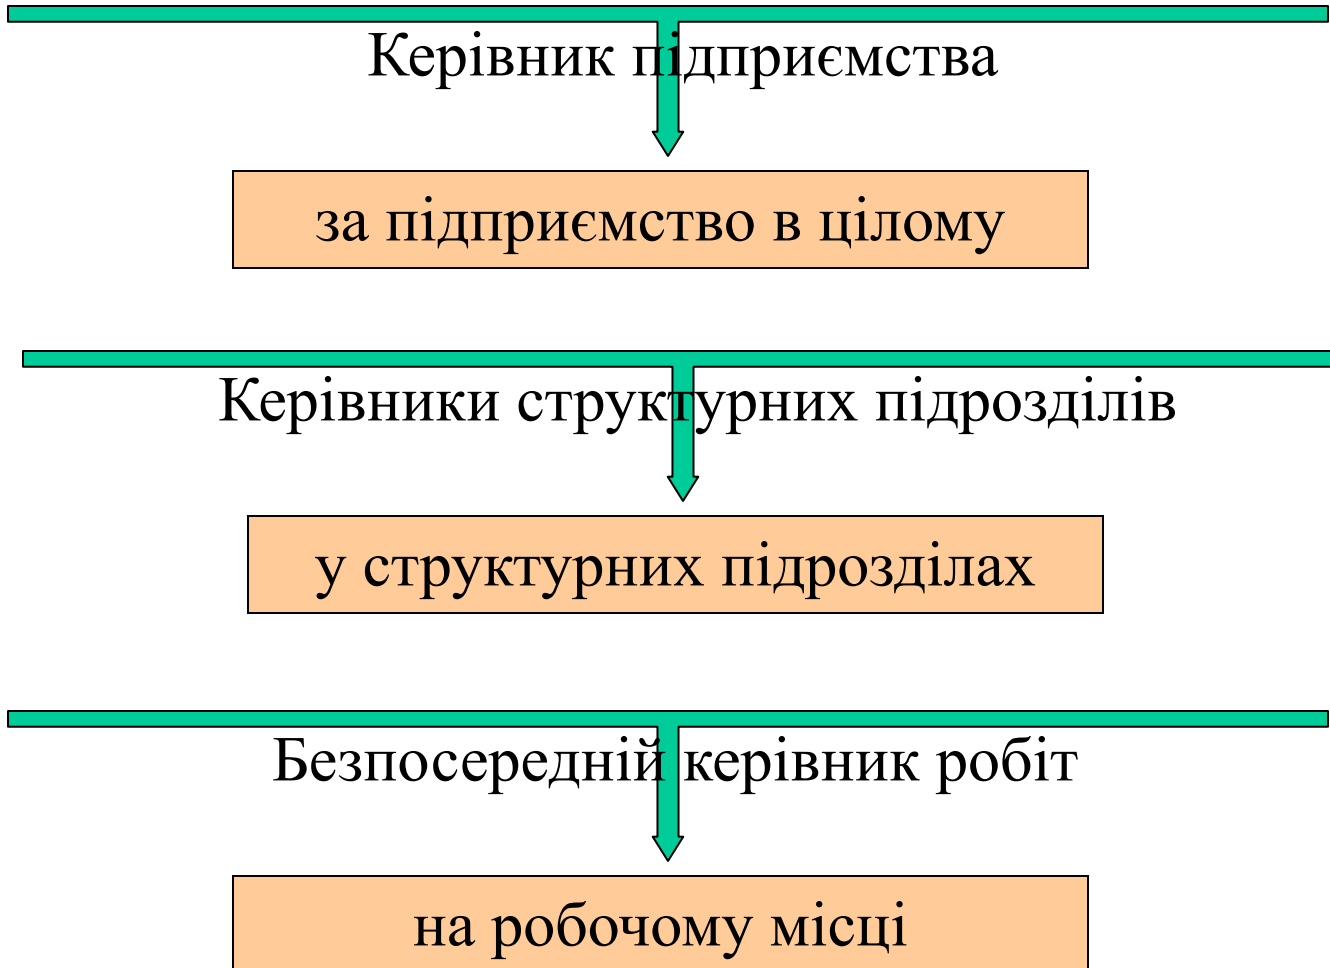 Керівник підприємства
за підприємство в цілому
Керівники структурних підрозділів
у структурних підрозділах
Безпосередній керівник робіт
на робочому місці